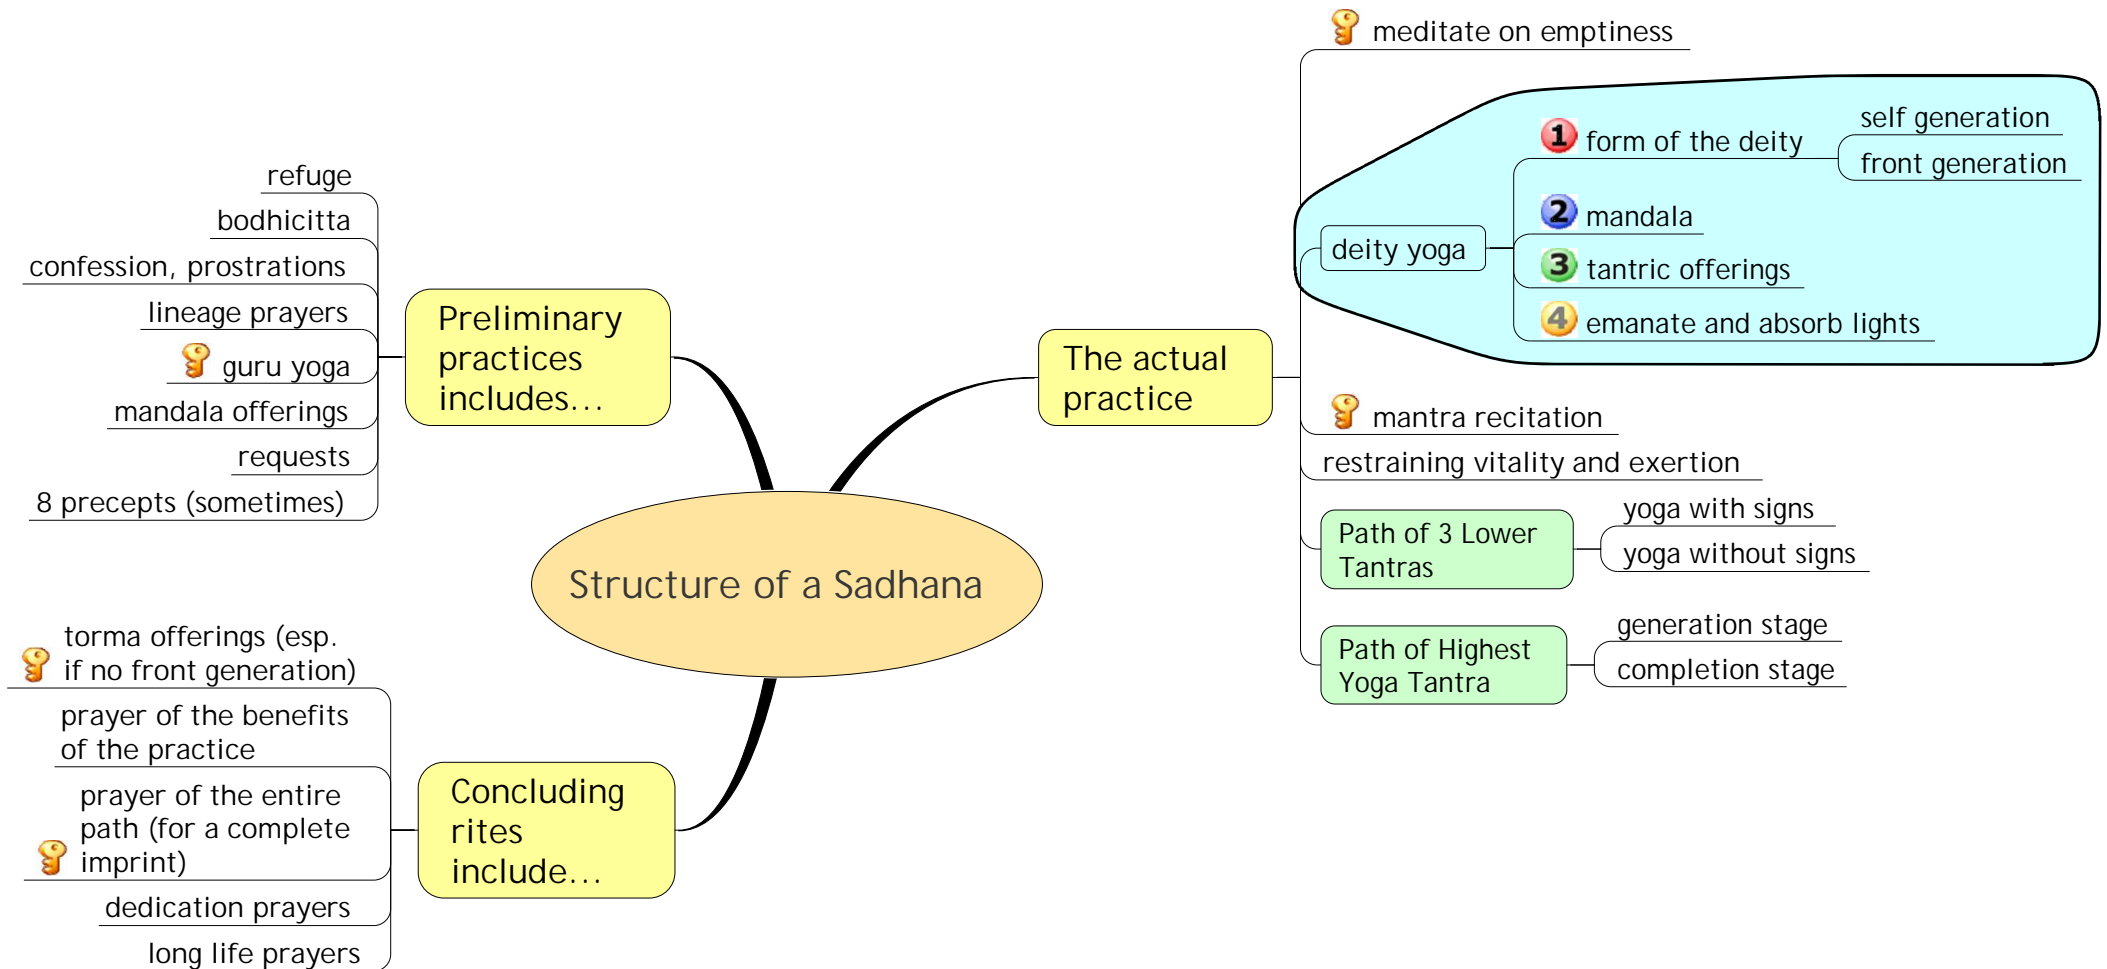 Structure of a Sadhana
Preliminary
practices
includes...
refuge
bodhicitta
confession, prostrations
lineage prayers
guru yoga
mandala offerings
requests
8 precepts (sometimes)
The actual
practice
meditate on emptiness
deity yoga
1 form of the deity
self generation
front generation
2 mandala
3 tantric offerings
4 emanate and absorb lights
mantra recitation
restraining vitality and exertion
Path of 3 Lower
Tantras
yoga with signs
yoga without signs
Path of Highest
Yoga Tantra
generation stage
completion stage
Concluding
rites
include...
torma offerings (esp.
if no front generation)
prayer of the benefits
of the practice
prayer of the entire
path (for a complete
imprint)
dedication prayers
long life prayers